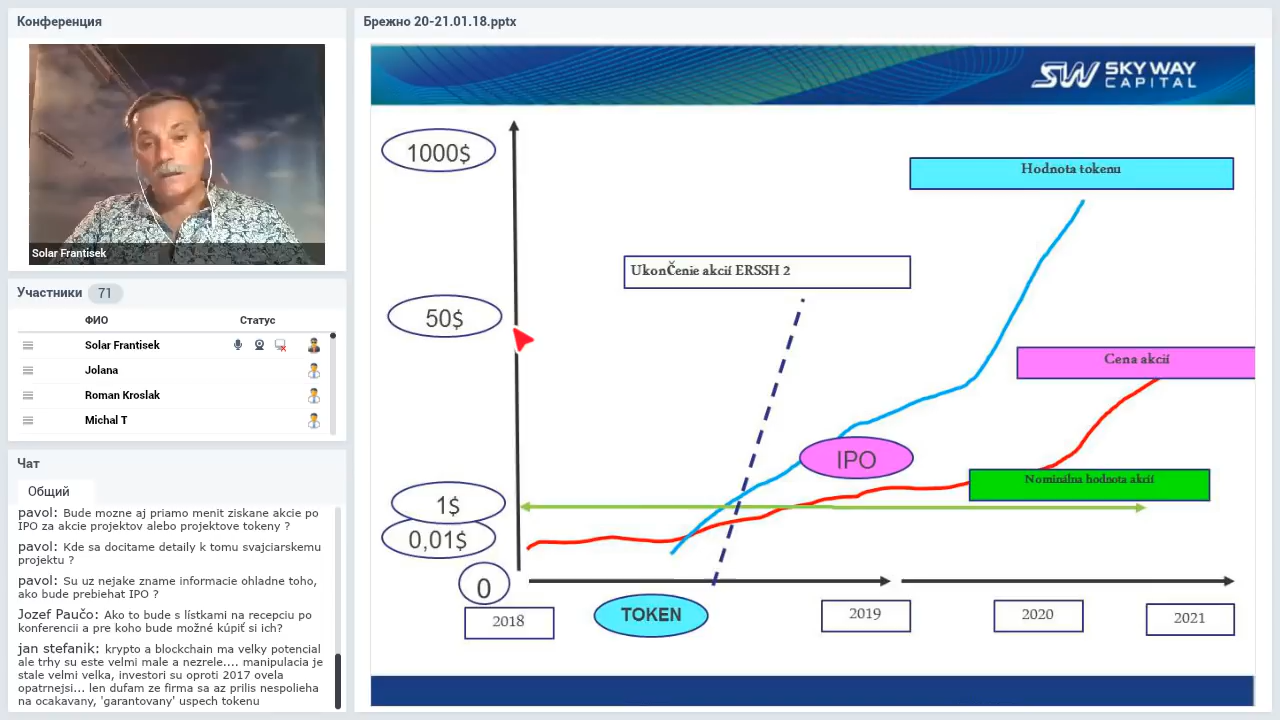 Конференция
Solar Frantisek
Участники 71
ФИО Статус
Solar Frantisek
Jolana
Roman Kroslak
Michal T
Чат
Общий
pavol: Bude mozne aj priamo menit ziskane akcie po
IPO za akcie projektov alebo projektove tokeny ?
pavol: Kde sa docitame detaily k tomu svajciarskemu
projektu ?
pavol: Su uz nejake zname informacie ohladne toho,
ako bude prebiehat IPO ?
Jozef Paučo: Ako to bude s lístkami na recepciu po
konferencii a pre koho bude možné kúpiť si ich?
jan stefanik: krypto a blockchain ma velky potencial
ale trhy su este velmi male a nezrele.... manipulacia je
stale velmi velka, investori su oproti 2017 ovela
opatrnejsi... len dufam ze firma sa az prilis nespolieha
na ocakavany, 'garantovany' uspech tokenu
Брежно 20-21.01.18.pptx
SW SKY WAY
CAPITAL
1000$
Hodnota tokenu
UkonČenie akcií ERSSH 2
50$
Cena akcií
IPO
Nominálna hodnota akcií
1$
0,01$
0
2018
TOKEN
2019
2020
2021